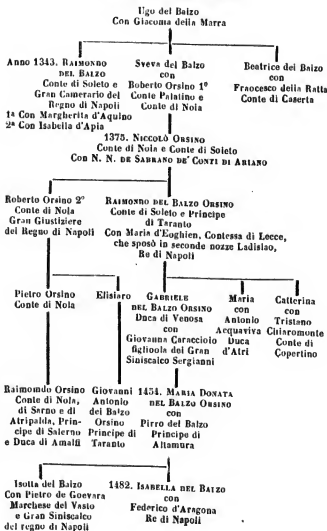 Ugo del Balzo
Con Giacoma della Marra
Anno 1343. RAIMONDO
DEL BALZO
Conte di Soleto e
Gran Camerario del
Regno di Napoli
1ª Con Margherita d'Aquino
2ª Con Isabella d'Apia
Sveva del Balzo
con
Roberto Orsino 1º
Conte Palatino e
Conte di Nola
Beatrice del Balzo
con
Francesco della Ratta
Conte di Caserta
1375. NICCOLÒ ORSINO
Conte di Nola e Conte di Soleto
Con N. N. DE SABRANO DE' CONTI DI ARIANO
Roberto Orsino 2º
Conte di Nola
Gran Giustiziere
del Regno di Napoli
RAIMONDO DEL BALZO ORSINO
Conte di Soleto e Principe
di Taranto
Con Maria d'Eoghien, Contessa di Lecce,
che sposò in seconde nozze Ladislao,
Re di Napoli
Pietro Orsino
Conte di Nola
Elisiaro
GABRIELE
DEL BALZO ORSINO
Duca di Venosa
con
Giovanna Caracciolo
figliuola del Gran
Siniscalco Sergianni
Maria
con
Antonio
Acquaviva
Duca
d'Atri
Catterina
con
Tristano
Chiaromonte
Conte di
Copertino
Raimondo Orsino
Conte di Nola,
di Sarno e di
Atripalda, Prin-
cipe di Salerno
e Duca di Amalfi
Giovanni
Antonio
del Balzo
Orsino
Principe di
Taranto
1454. MARIA DONATA
DEL BALZO ORSINO
con
Pirro del Balzo
Principe di
Altamura
Isotta del Balzo
Con Pietro de Guevara
Marchese del Vasto
e Gran Siniscalco
del regno di Napoli
1482. ISABELLA DEL BALZO
con
Federico d'Aragona
Re di Napoli